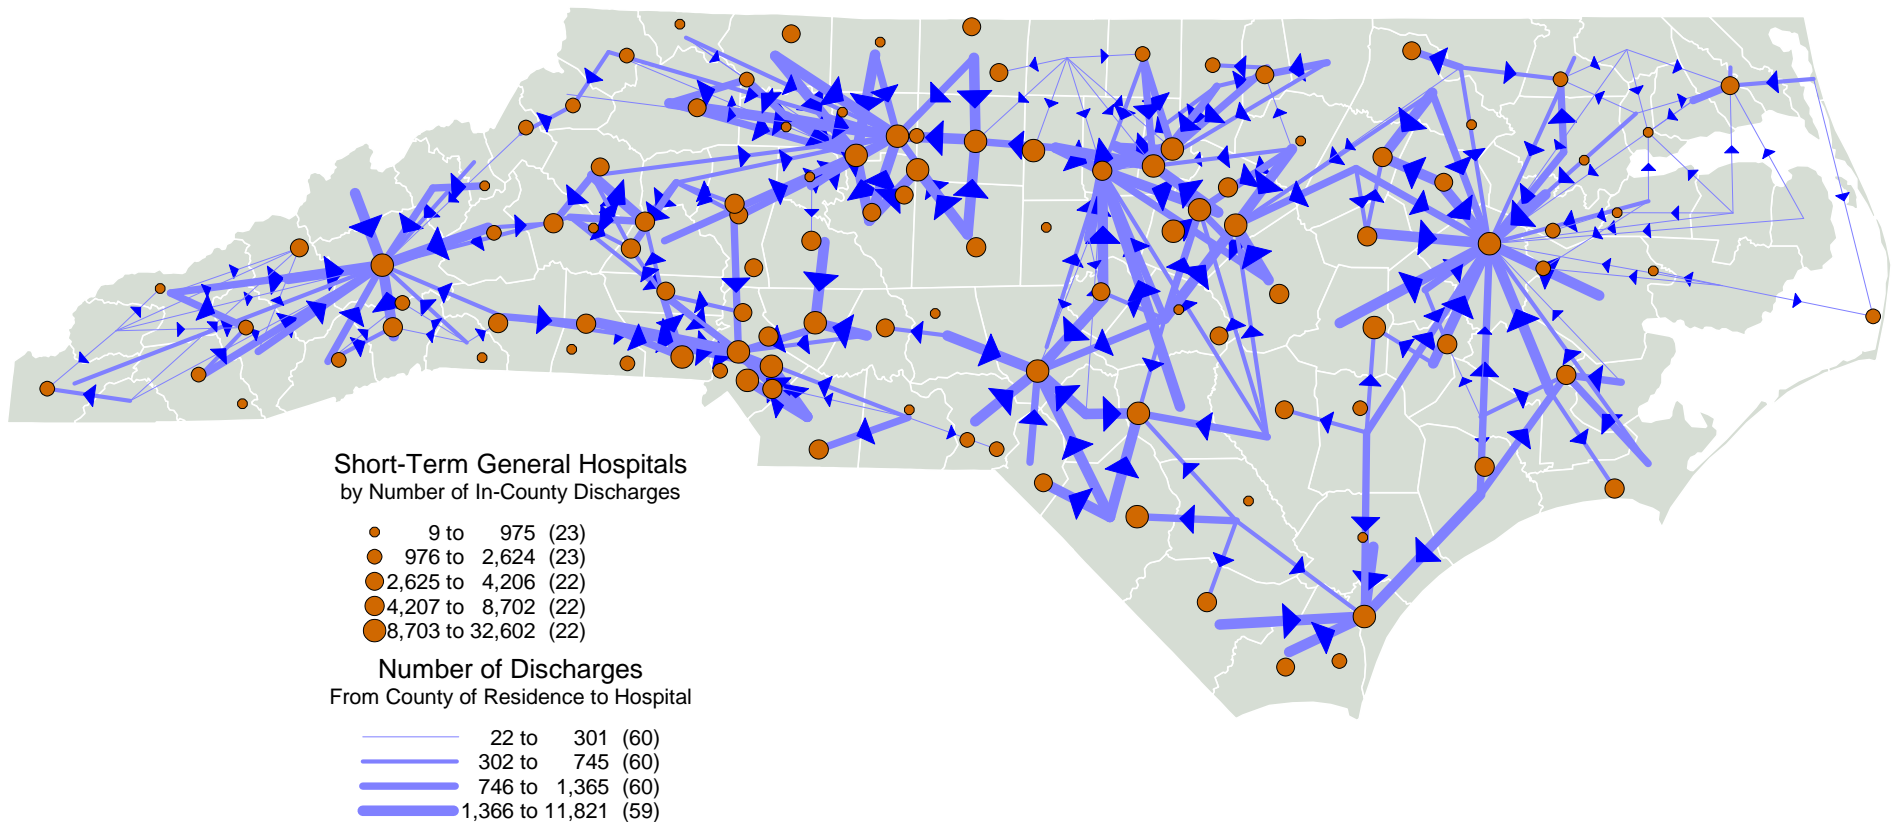 Short-Term General Hospitals
by Number of In-County Discharges
9 to 975 (23)
976 to 2,624 (23)
2,625 to 4,206 (22)
4,207 to 8,702 (22)
8,703 to 32,602 (22)
Number of Discharges
From County of Residence to Hospital
22 to 301 (60)
302 to 745 (60)
746 to 1,365 (60)
1,366 to 11,821 (59)